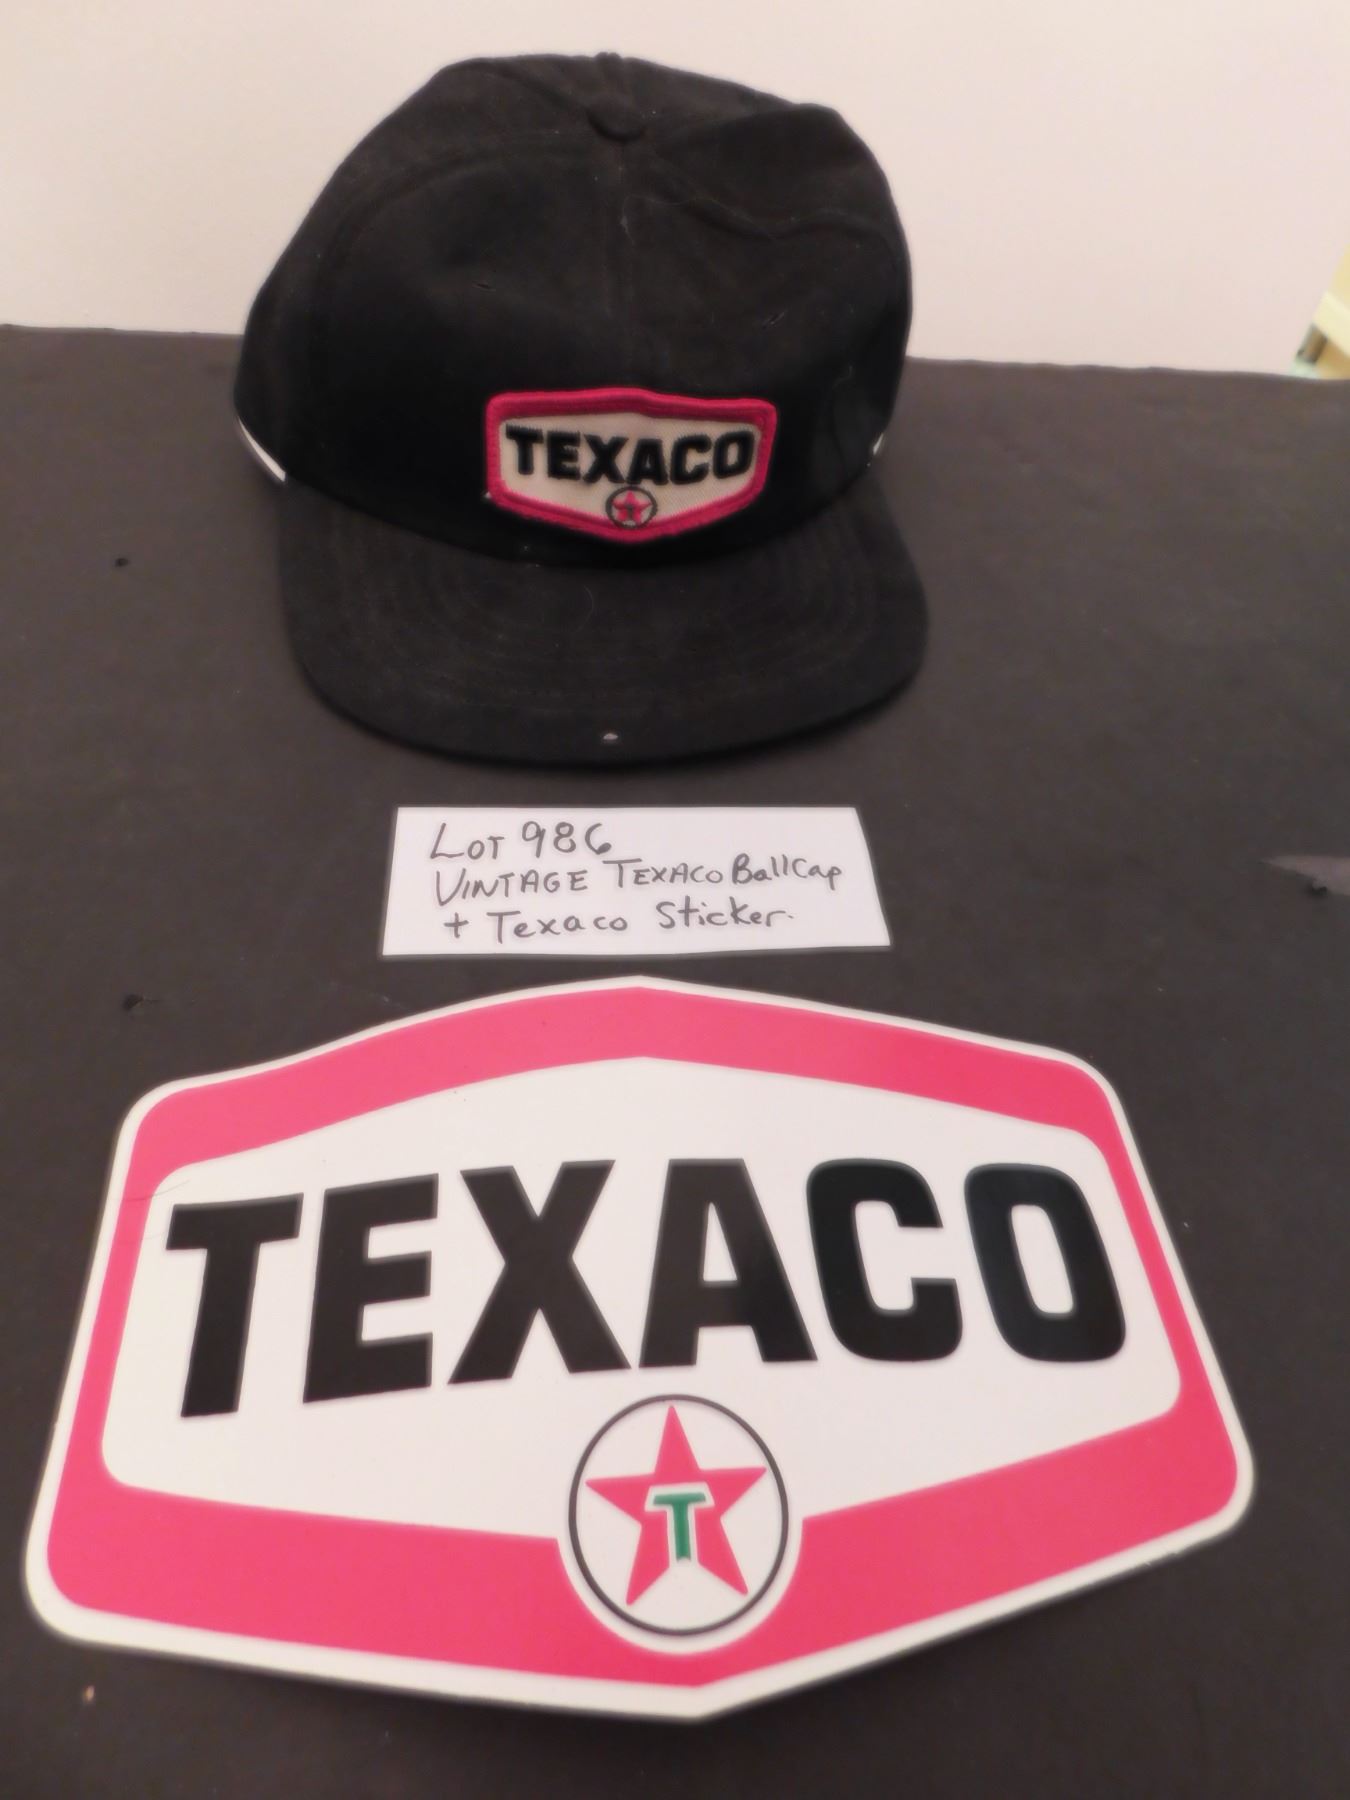 TEXACO
T
Lot 986
VINTAGE TEXACO BallCap
+ Texaco Sticker.
TEXACO
T